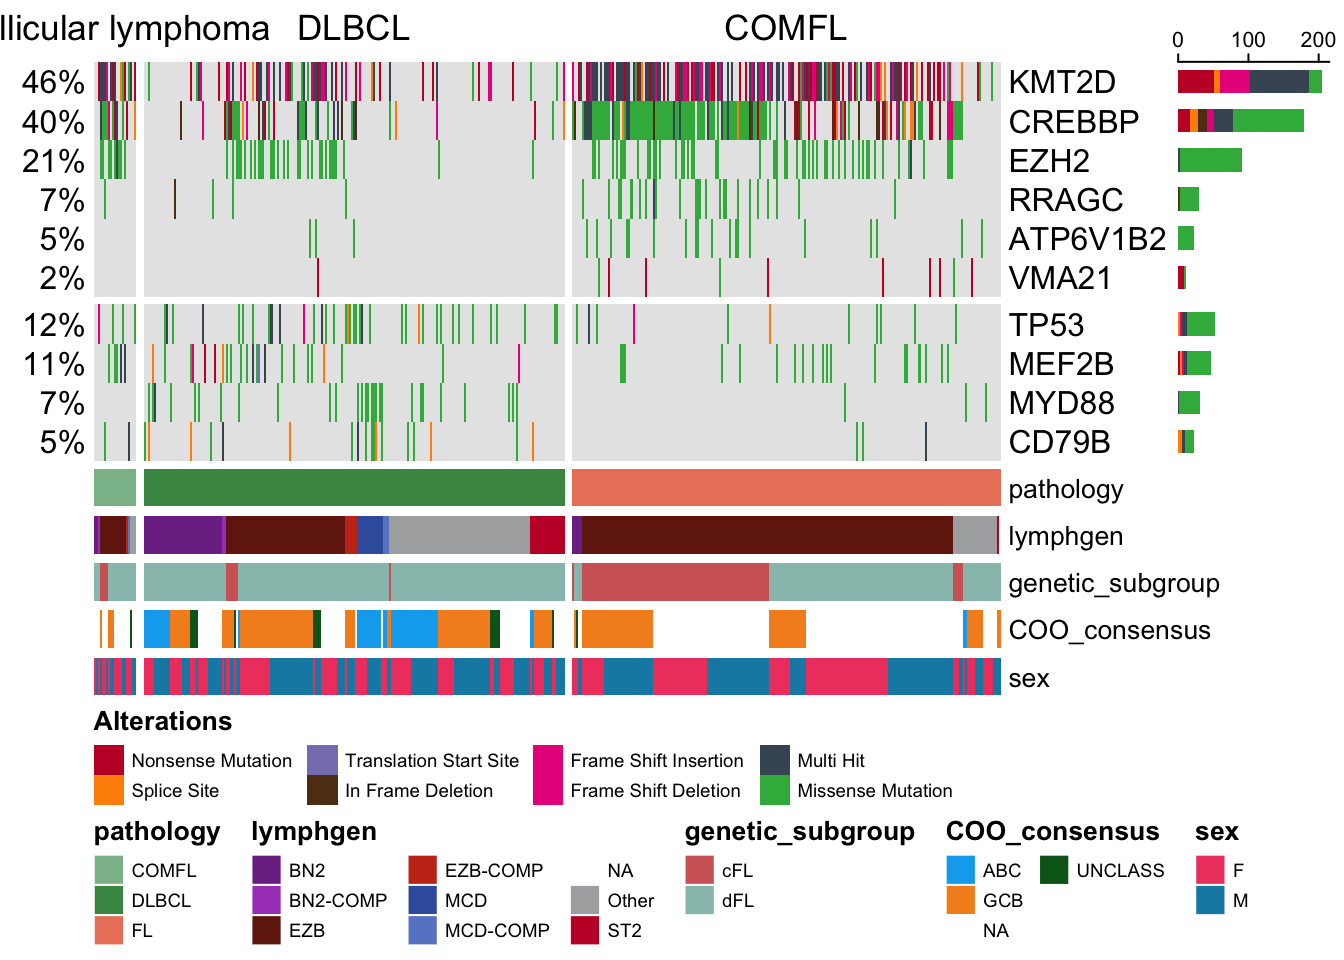 llicular lymphoma DLBCL COMFL
0 100 200
46% KMT2D
40% CREBBP
21% EZH2
7% RRAGC
5% ATP6V1B2
2% VMA21
12% TP53
11% MEF2B
7% MYD88
5% CD79B
pathology
lymphgen
genetic_subgroup
COO_consensus
sex
Alterations
Nonsense Mutation Translation Start Site Frame Shift Insertion Multi Hit
Splice Site In Frame Deletion Frame Shift Deletion Missense Mutation
pathology lymphgen genetic_subgroup COO_consensus sex
COMFL BN2 EZB-COMP NA cFL ABC UNCLASS F
DLBCL BN2-COMP MCD Other dFL GCB M
FL EZB MCD-COMP ST2 NA